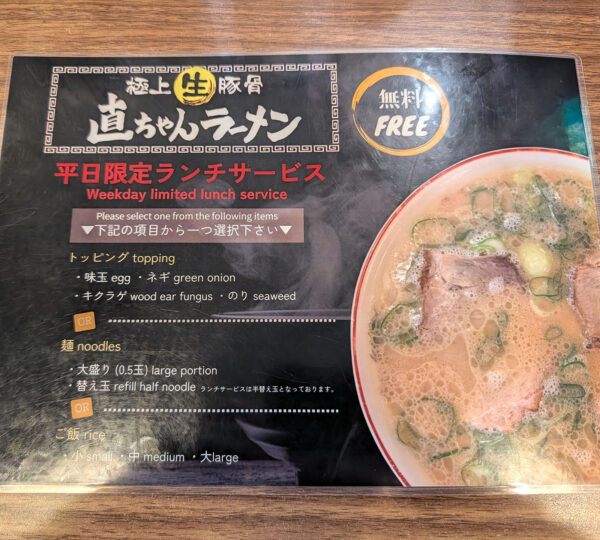 極上生豚骨
直ちゃんラーメン
無料
FREE
平日限定ランチサービス
Weekday limited lunch service
Please select one from the following items
▼下記の項目から一つ選択下さい▼
トッピング topping
・味玉 egg ・ネギ green onion
・キクラゲ wood ear fungus ・のり seaweed
OR
麺 noodles
・大盛り (0.5玉) large portion
・替え玉 refill half noodle ランチサービスは半替え玉となっております。
OR
ご飯 rice
・小 small ・中 medium ・大large